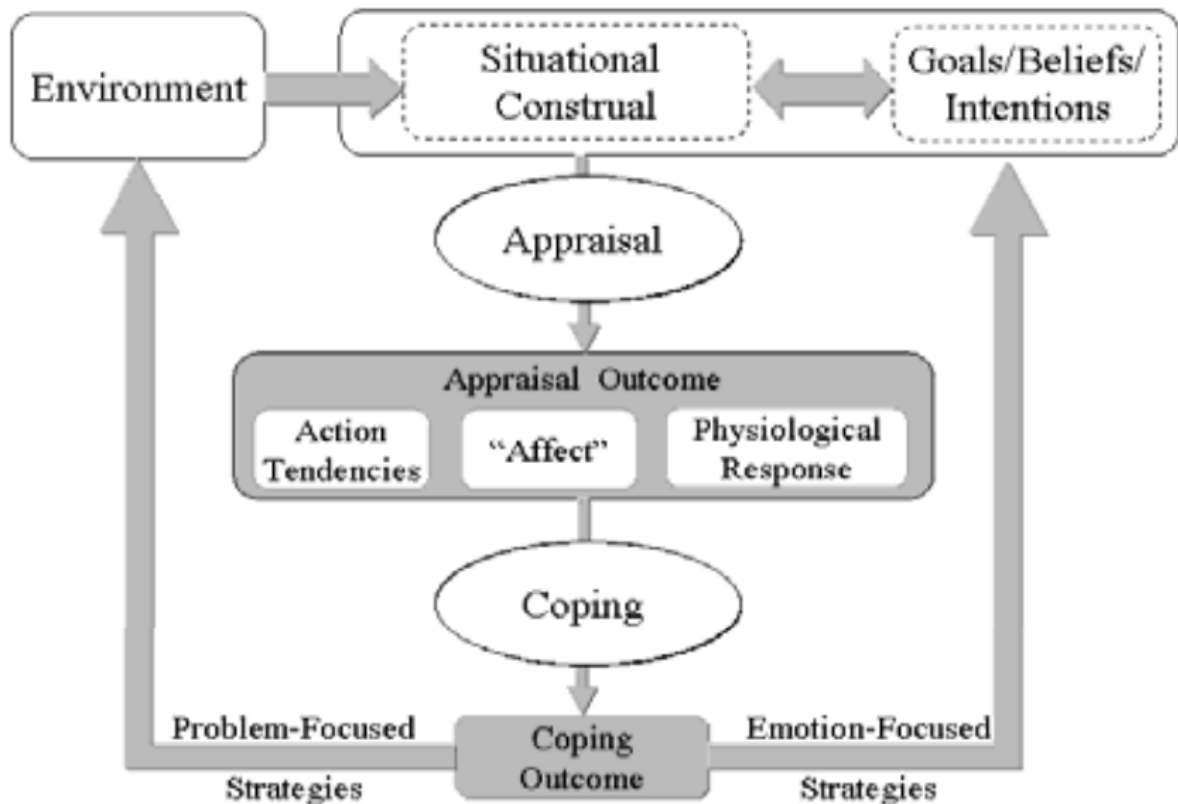 Environment
Situational
Construal
Goals/Beliefs/
Intentions
Appraisal
Appraisal Outcome
Action
Tendencies
“Affect”
Physiological
Response
Coping
Problem-Focused
Strategies
Coping
Outcome
Emotion-Focused
Strategies